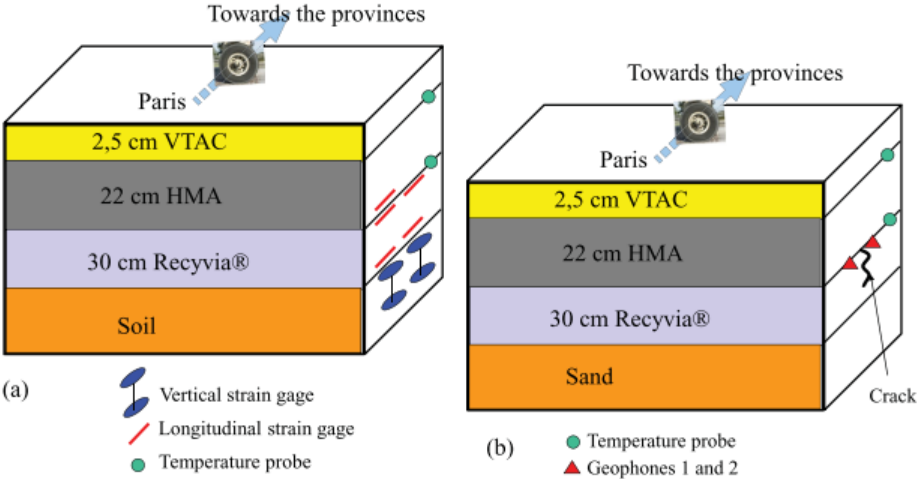 Towards the provinces
Paris
2,5 cm VTAC
22 cm HMA
30 cm Recyvia®
Soil
(a)
Vertical strain gage
Longitudinal strain gage
Temperature probe
Towards the provinces
Paris
2,5 cm VTAC
22 cm HMA
30 cm Recyvia®
Sand
Crack
(b)
Temperature probe
Geophones 1 and 2